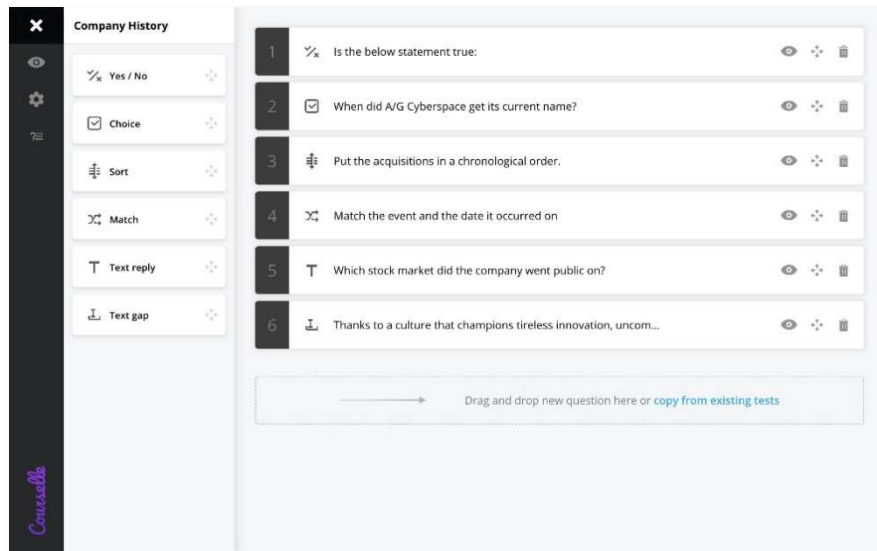 Company History
Yes / No
Choice
Sort
Match
Text reply
Text gap
1 Is the below statement true:
2 When did A/G Cyberspace get its current name?
3 Put the acquisitions in a chronological order.
4 Match the event and the date it occurred on
5 Which stock market did the company went public on?
6 Thanks to a culture that champions tireless innovation, uncom...
Drag and drop new question here or copy from existing tests
Courselle